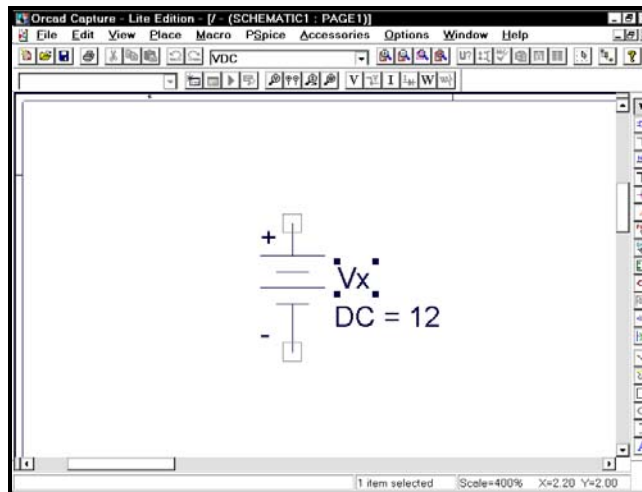 Orcad Capture - Lite Edition - [/ - (SCHEMATIC1 : PAGE1)]
File Edit View Place Macro PSpice Accessories Options Window Help
VDC
V I W
+
Vx
DC = 12
-
1 item selected Scale=400% X=2.20 Y=2.00